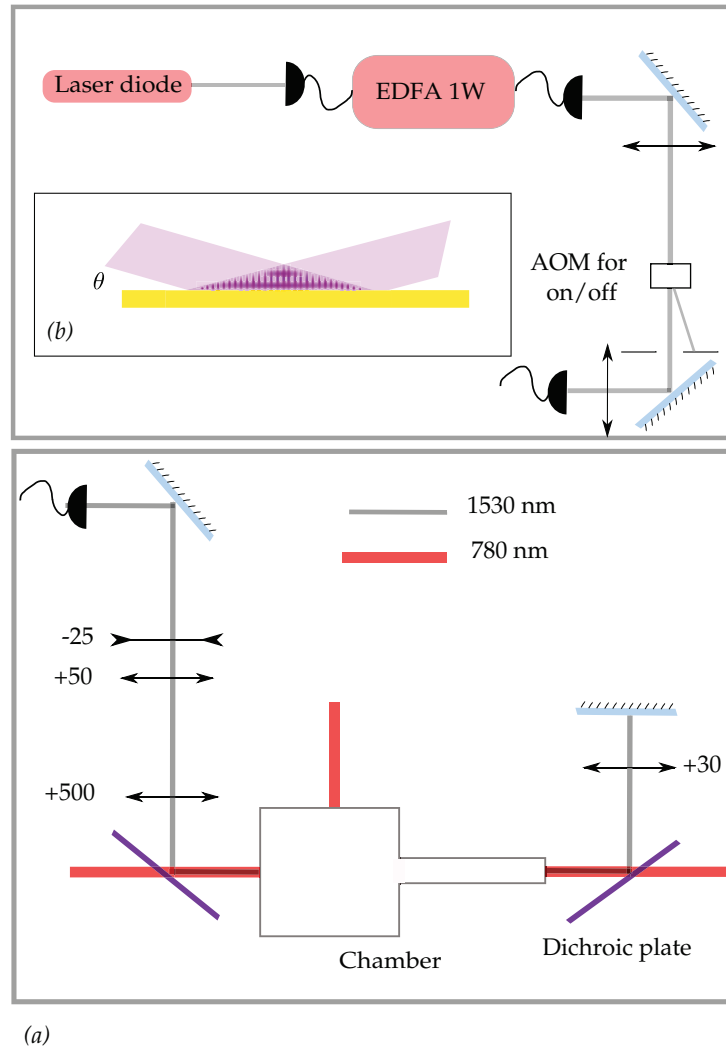 Laser diode
EDFA 1W
AOM for
on/off
θ
(b)
1530 nm
780 nm
-25
+50
+500
+30
Chamber
Dichroic plate
(a)